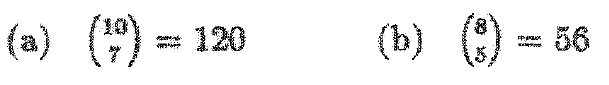 (a) $\binom{10}{7} = 120$ (b) $\binom{8}{5} = 56$